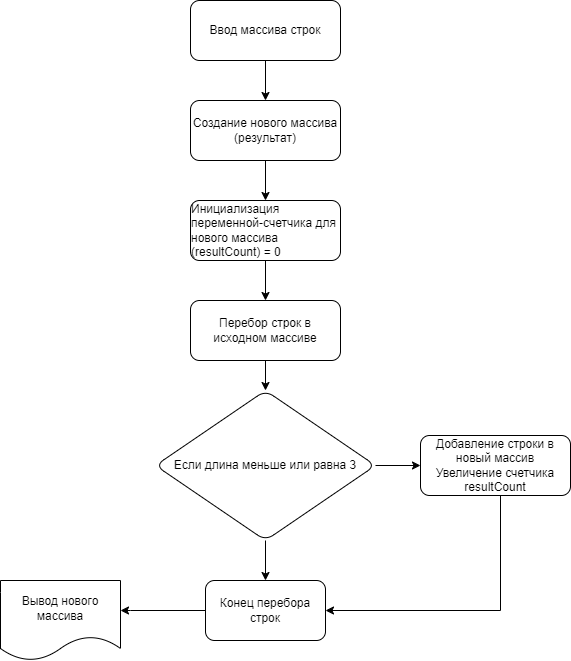 Ввод массива строк
Создание нового массива
(результат)
Инициализация
переменной-счетчика для
нового массива
(resultCount) = 0
Перебор строк в
исходном массиве
Если длина меньше или равна 3
Добавление строки в
новый массив
Увеличение счетчика
resultCount
Конец перебора
строк
Вывод нового
массива